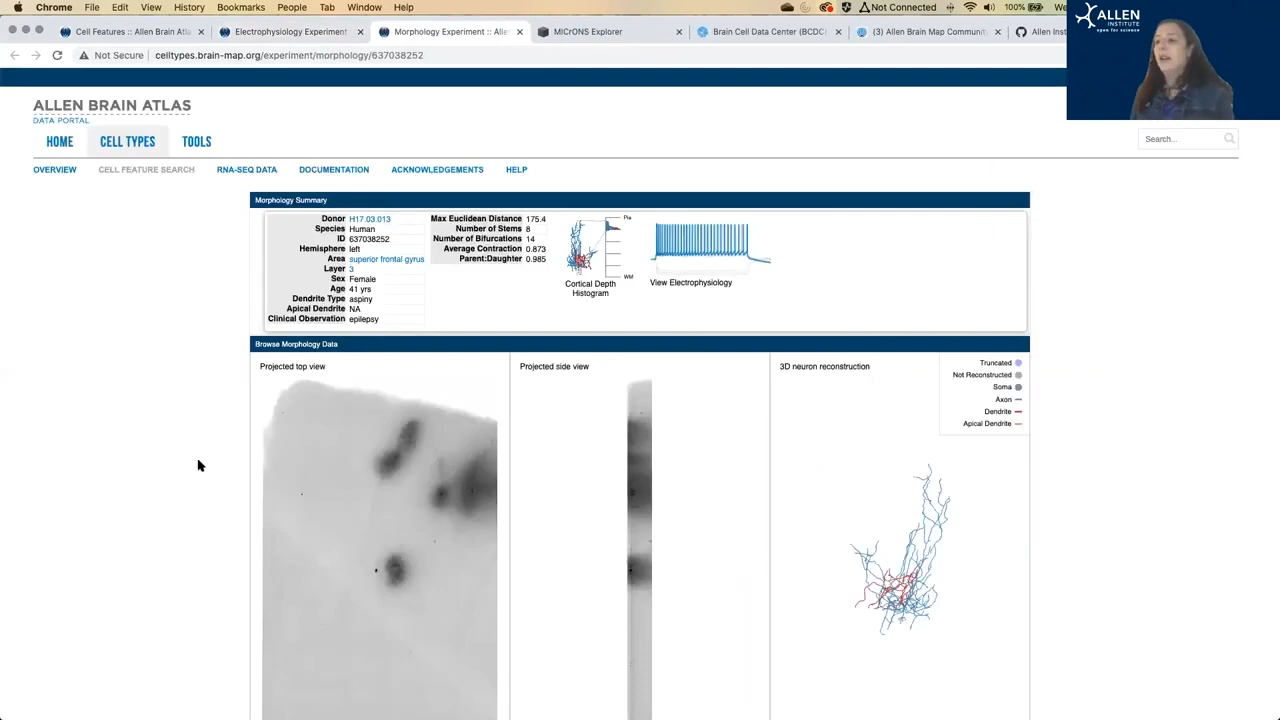 People Tab Window Help
Chrome File Edit View History Bookmarks
Not Connected 100% We
Cell Features :: Allen Brain Atla
Electrophysiology Experiment
Morphology Experiment :: Alle
MICrONS Explorer
Brain Cell Data Center (BCDC
(3) Allen Brain Map Communit
Allen Inst
Not Secure celltypes.brain-map.org/experiment/morphology/637038252
ALLEN
INSTITUTE
open for science
ALLEN BRAIN ATLAS
DATA PORTAL
HOME CELL TYPES TOOLS
Search...
OVERVIEW CELL FEATURE SEARCH RNA-SEQ DATA DOCUMENTATION ACKNOWLEDGEMENTS HELP
Morphology Summary
Donor H17.03.013
Species Human
ID 637038252
Hemisphere left
Area superior frontal gyrus
Layer 3
Sex Female
Age 41 yrs
Dendrite Type aspiny
Apical Dendrite NA
Clinical Observation epilepsy
Max Euclidean Distance 175.4
Number of Stems 8
Number of Bifurcations 14
Average Contraction 0.873
Parent:Daughter 0.985
Pia
WM
Cortical Depth
Histogram
View Electrophysiology
Browse Morphology Data
Projected top view
Projected side view
3D neuron reconstruction
Truncated
Not Reconstructed
Soma
Axon
Dendrite
Apical Dendrite